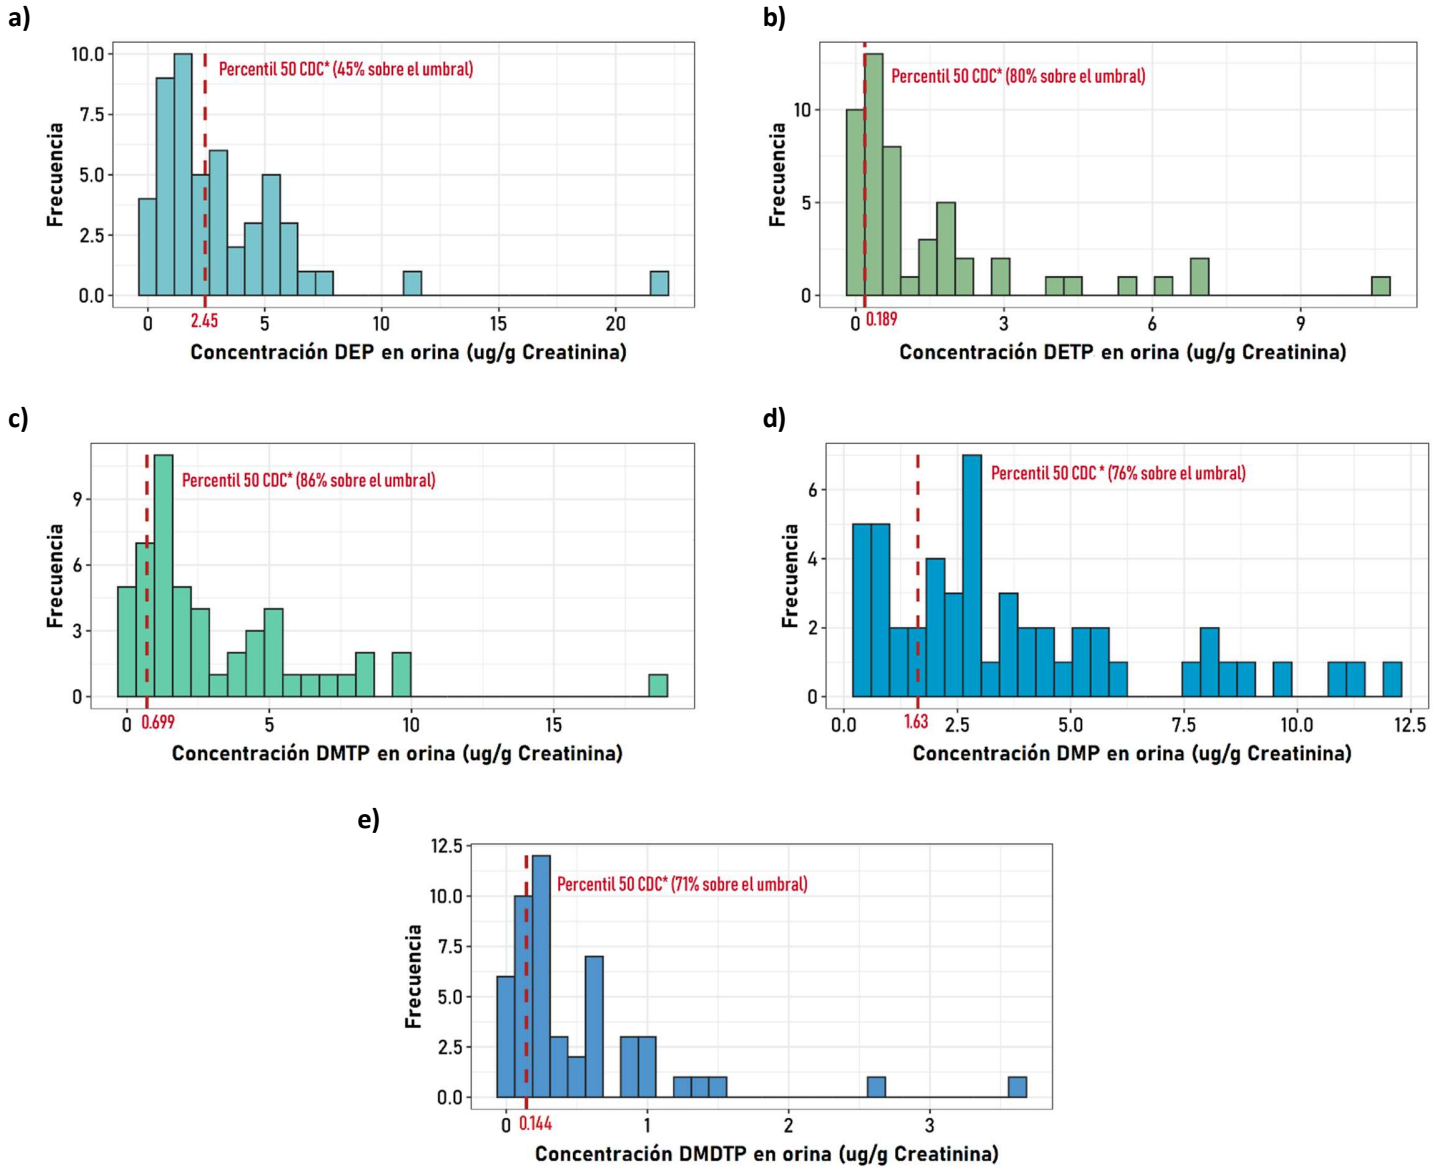 a)
Frecuencia
10.0
7.5
5.0
2.5
0.0
Percentil 50 CDC* (45% sobre el umbral)
0 2.45 5 10 15 20
Concentración DEP en orina (ug/g Creatinina)
b)
Frecuencia
10
5
0
Percentil 50 CDC* (80% sobre el umbral)
0 0.189 3 6 9
Concentración DETP en orina (ug/g Creatinina)
c)
Frecuencia
9
6
3
0
Percentil 50 CDC* (86% sobre el umbral)
0 0.699 5 10 15
Concentración DMTP en orina (ug/g Creatinina)
d)
Frecuencia
6
4
2
0
Percentil 50 CDC * (76% sobre el umbral)
0.0 1.63 2.5 5.0 7.5 10.0 12.5
Concentración DMP en orina (ug/g Creatinina)
e)
Frecuencia
12.5
10.0
7.5
5.0
2.5
0.0
Percentil 50 CDC* (71% sobre el umbral)
0 0.144 1 2 3
Concentración DMDTP en orina (ug/g Creatinina)